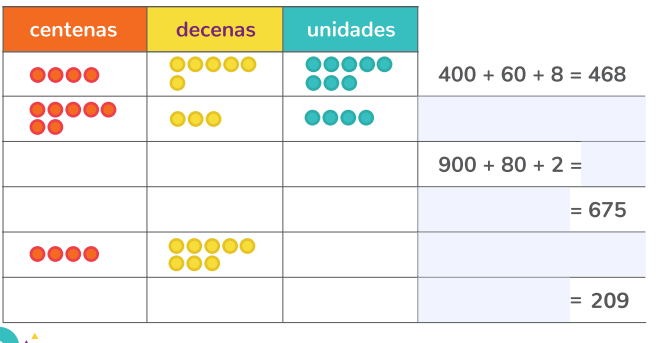 centenas decenas unidades
400 + 60 + 8 = 468
900 + 80 + 2 =
= 675
= 209